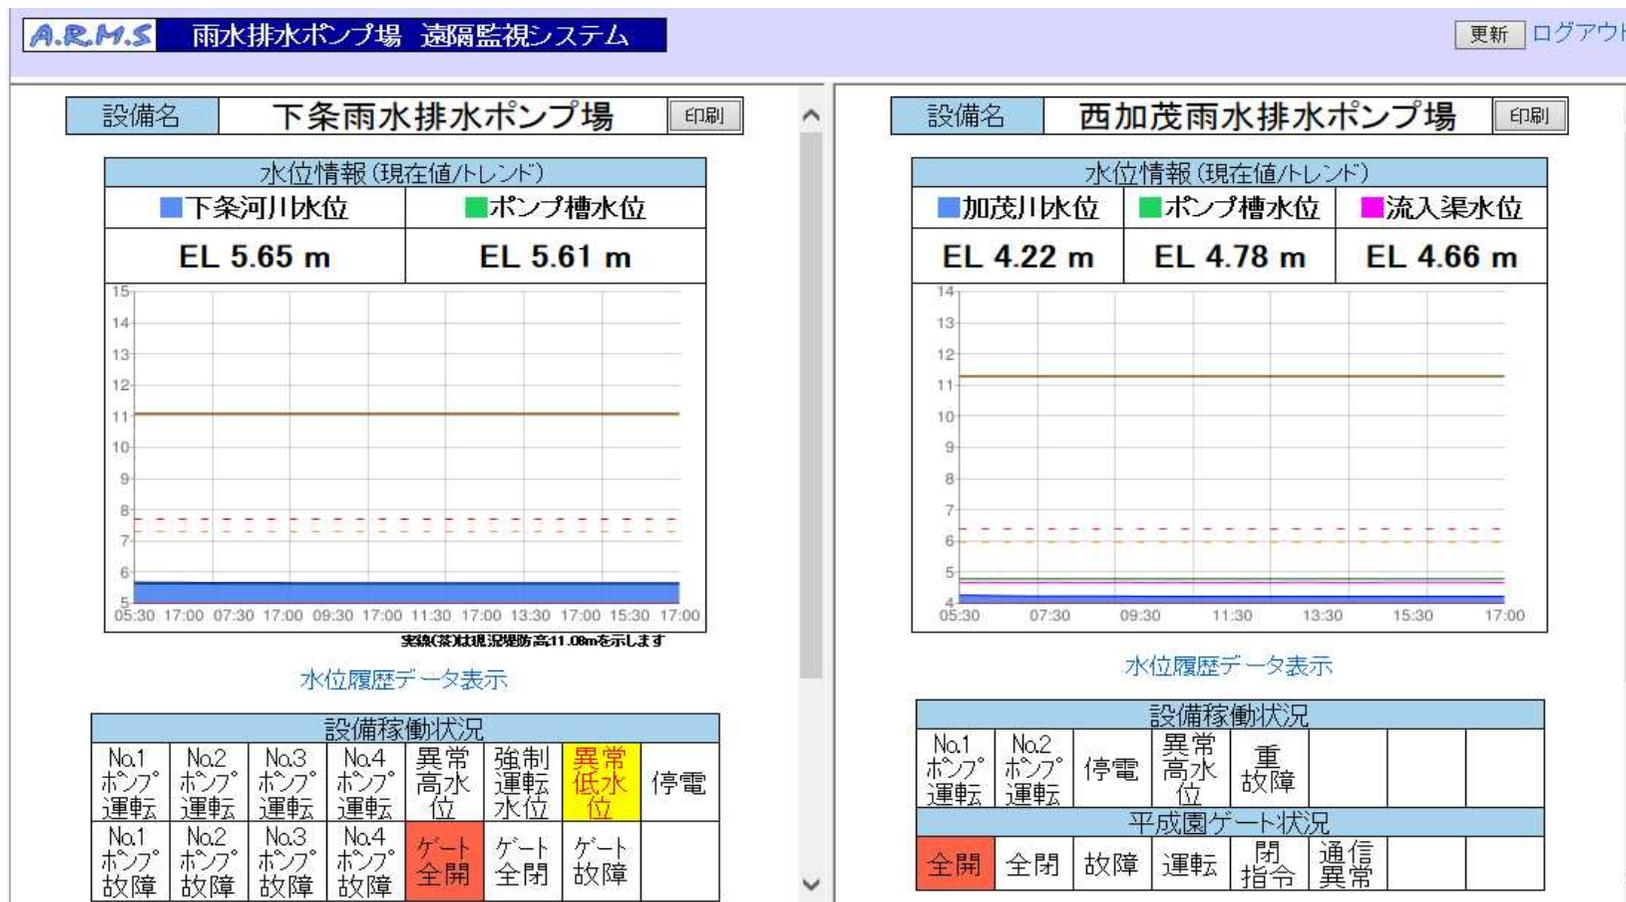 A.R.M.S 雨水排水ポンプ場 遠隔監視システム
更新 ログアウト
設備名 下条雨水排水ポンプ場 印刷
水位情報(現在値/トレンド)
■下条河川水位 ■ポンプ槽水位
EL 5.65 m EL 5.61 m
15
14
13
12
11
10
9
8
7
6
5
05:30 17:00 07:30 17:00 09:30 17:00 11:30 17:00 13:30 17:00 15:30 17:00
実線(茶)は現況堤防高:11.08mを示します
水位履歴データ表示
設備稼働状況
No.1 ポンプ 運転
No.2 ポンプ 運転
No.3 ポンプ 運転
No.4 ポンプ 運転
異常高水位
強制運転水位
異常低水位
停電
No.1 ポンプ 故障
No.2 ポンプ 故障
No.3 ポンプ 故障
No.4 ポンプ 故障
ゲート全開
ゲート全閉
ゲート故障
設備名 西加茂雨水排水ポンプ場 印刷
水位情報(現在値/トレンド)
■加茂川水位 ■ポンプ槽水位 ■流入渠水位
EL 4.22 m EL 4.78 m EL 4.66 m
14
13
12
11
10
9
8
7
6
5
4
05:30 07:30 09:30 11:30 13:30 15:30 17:00
水位履歴データ表示
設備稼働状況
No.1 ポンプ 運転
No.2 ポンプ 運転
停電
異常高水位
重故障
平成園ゲート状況
全開
全閉
故障
運転
閉指令
通信異常